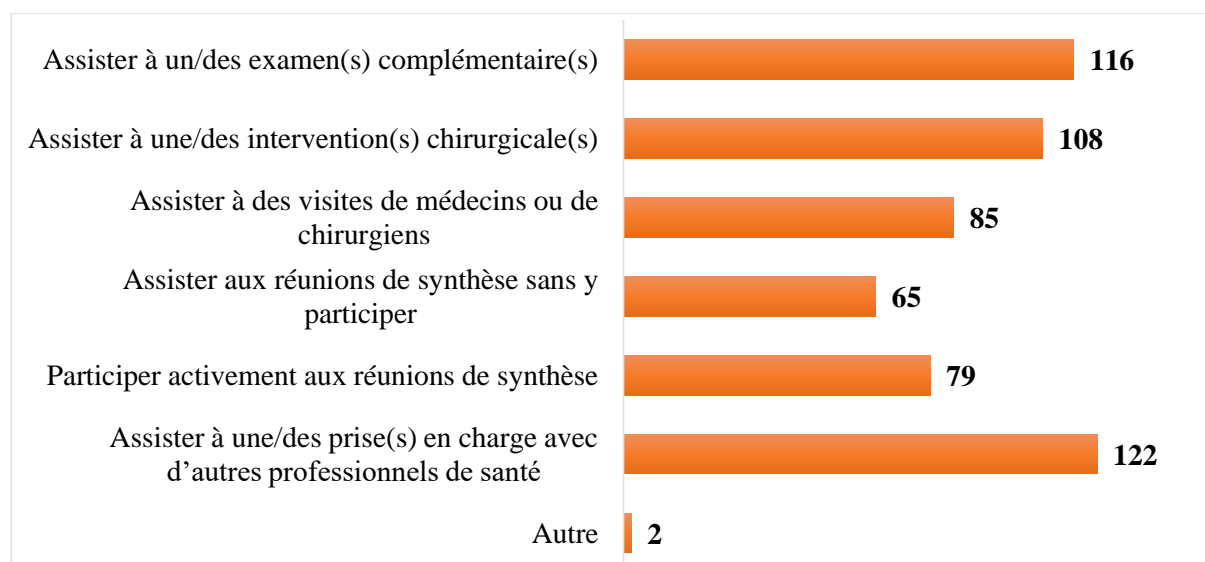 Assister à un/des examen(s) complémentaire(s)
116
Assister à une/des intervention(s) chirurgicale(s)
108
Assister à des visites de médecins ou de
chirurgiens
85
Assister aux réunions de synthèse sans y
participer
65
Participer activement aux réunions de synthèse
79
Assister à une/des prise(s) en charge avec
d’autres professionnels de santé
122
Autre
2